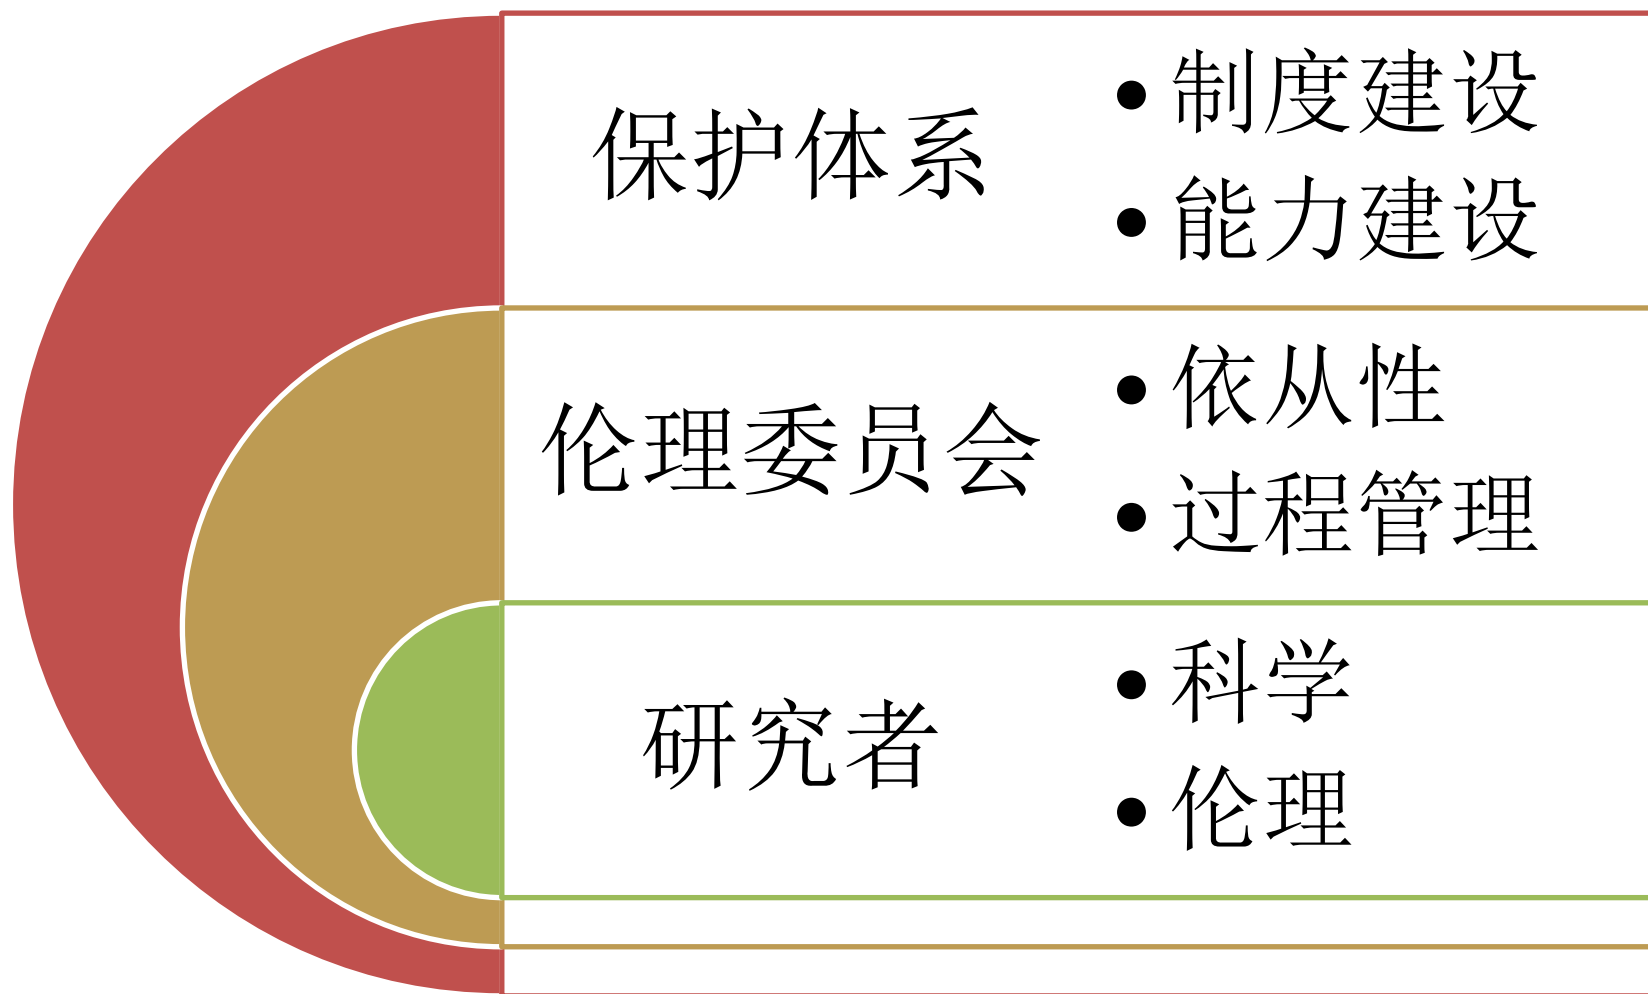 保护体系
• 制度建设
• 能力建设
伦理委员会
• 依从性
• 过程管理
研究者
• 科学
• 伦理